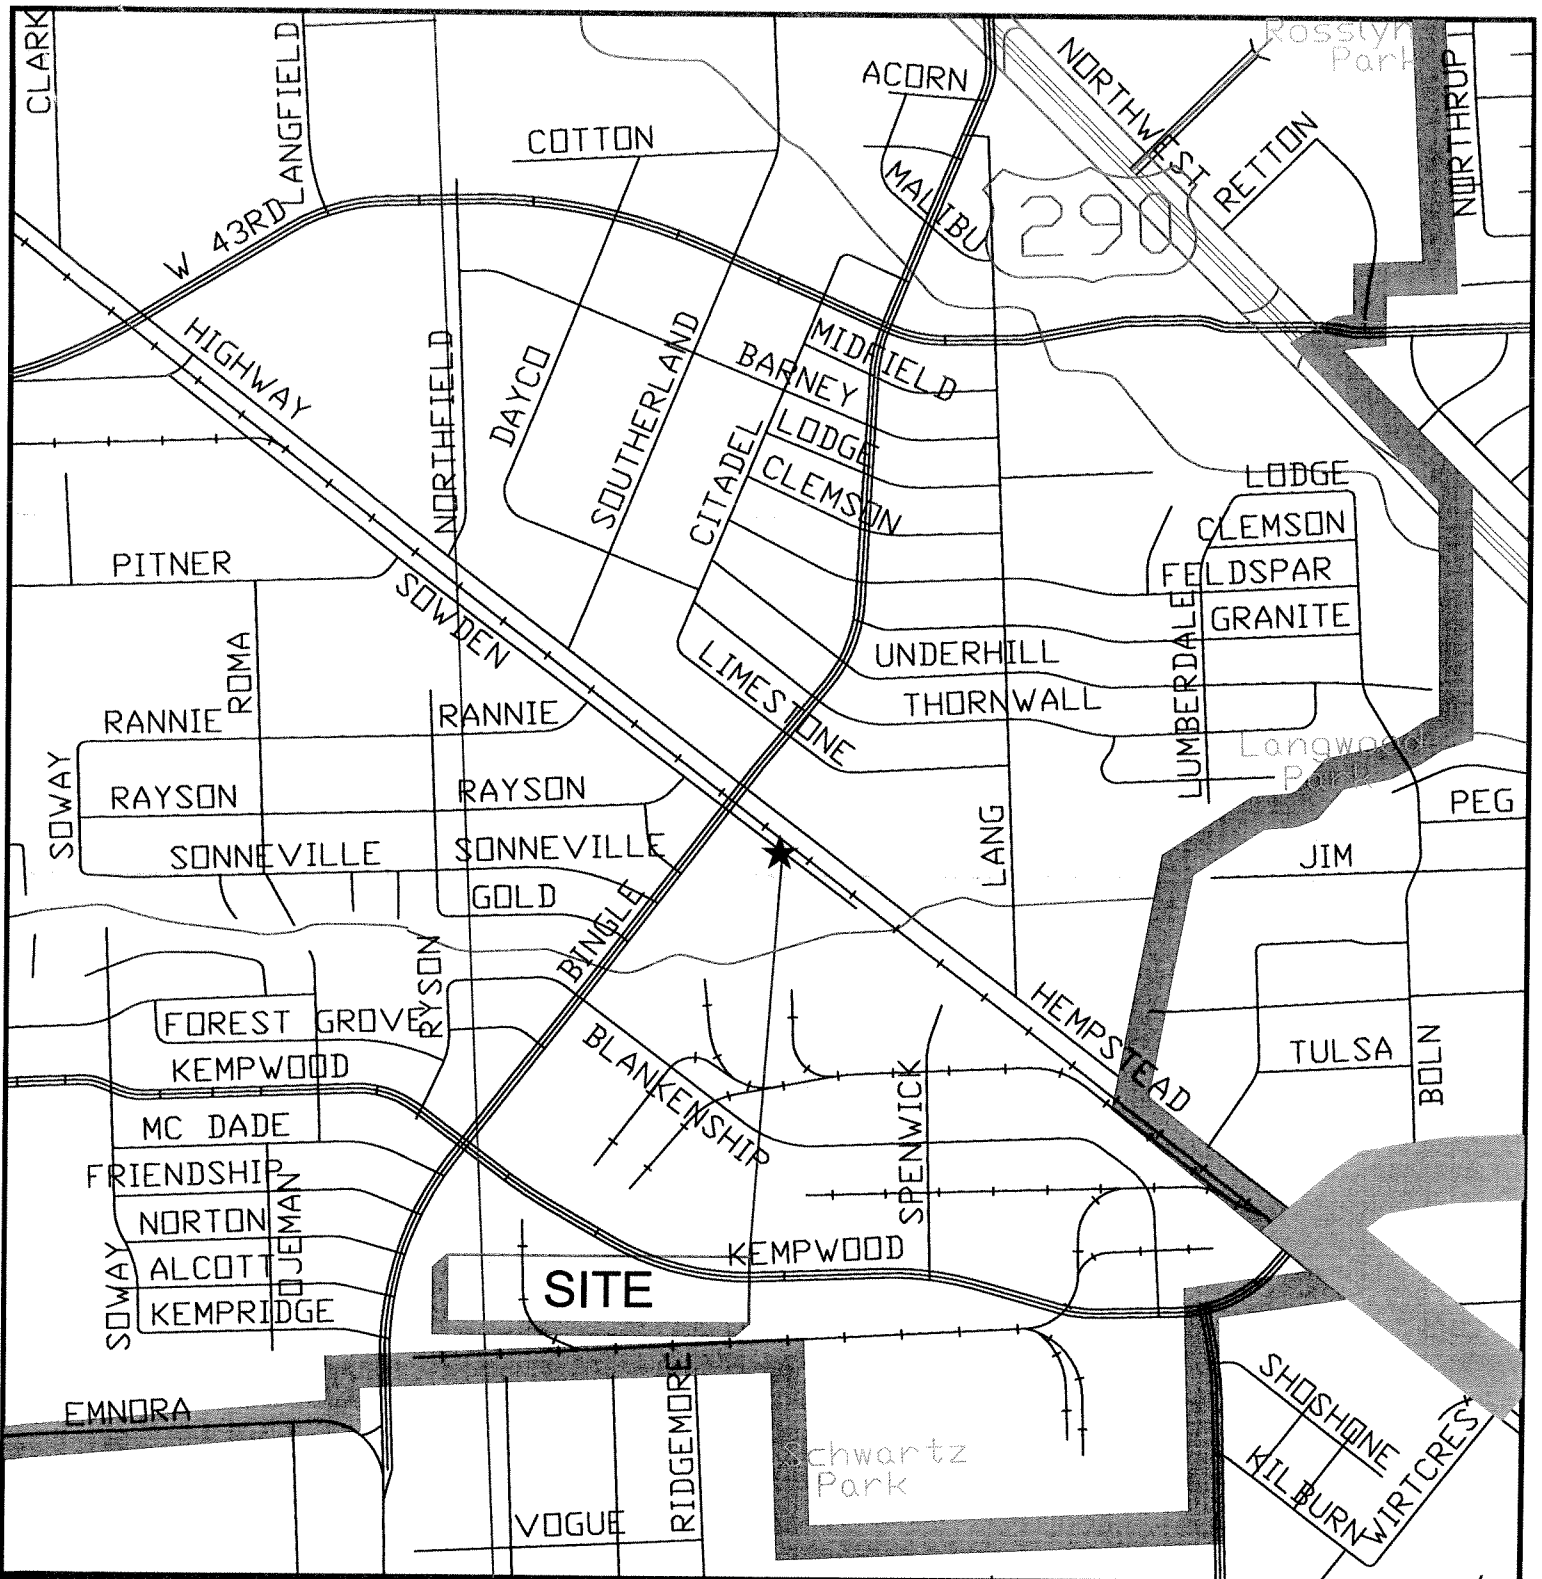 CLARK
LANGFIELD
Rosslyn
Park
NORTHRUP
ACORN
NORTHWEST
COTTON
RETTON
MALIBU
W 43RD
290
HIGHWAY
NORTHFIELD
DAYCO
SOUTHERLAND
MIDFIELD
BARNEY
LODGE
CITADEL
CLEMSON
LODGE
CLEMSON
PITNER
SOWDEN
FELDSPAR
GRANITE
LUMBERDALE
ROMA
LIMESTONE
UNDERHILL
THORNWALL
RANNIE
RANNIE
Langwood
Park
SOWAY
RAYSON
RAYSON
PEG
SONNEVILLE
SONNEVILLE
LANG
JIM
GOLD
BINGLE
RYSON
HEMPSTEAD
FOREST GROVE
BLANKENSHIP
TULSA
BOLN
KEMPWOOD
SPENWICK
MC DADE
FRIENDSHIP
OJEMAN
NORTON
SOWAY
ALCOTT
KEMPWOOD
KEMPRIDGE
SITE
EMNORA
RIDGEMORE
SHOSHONE
Schwartz
Park
KILBURN
WIRTCREST
VOGUE